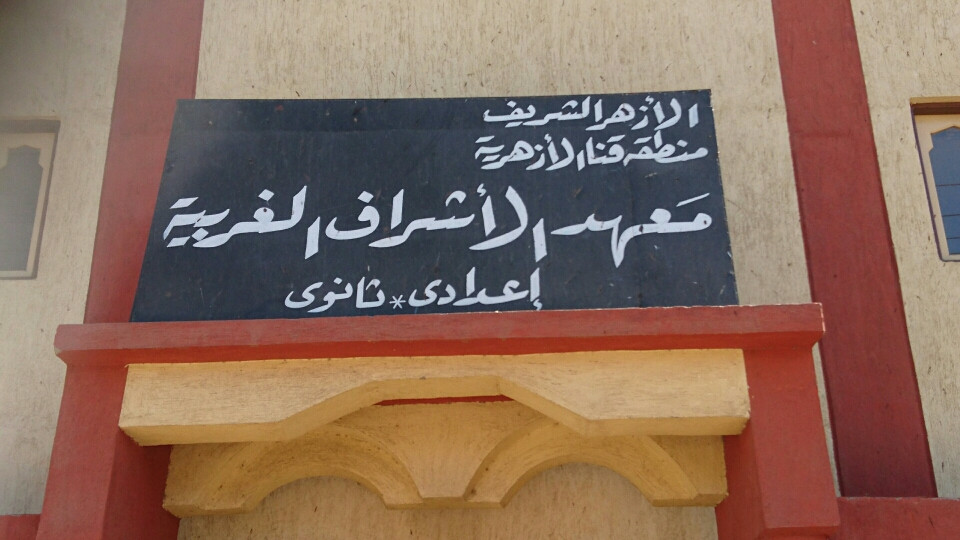 الأزهر الشريف
منطقة قنا الأزهرية
معهد الأشراف الغربية
إعدادى * ثانوى